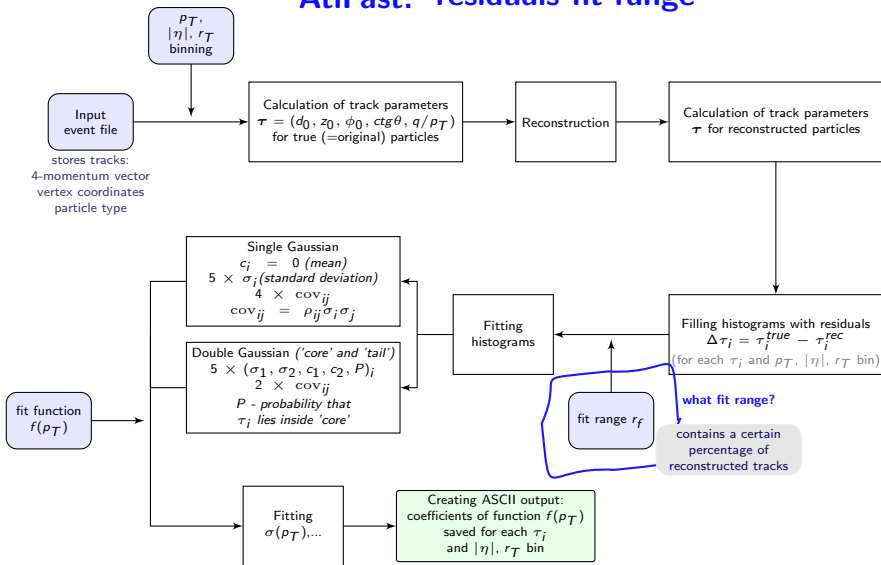 AtlFast: residuals fit range
p_T,
|η|, r_T
binning
Input
event file
stores tracks:
4-momentum vector
vertex coordinates
particle type
Calculation of track parameters
τ = (d_0, z_0, ϕ_0, ctgθ, q/p_T)
for true (=original) particles
Reconstruction
Calculation of track parameters
τ for reconstructed particles
Single Gaussian
c_i = 0 (mean)
5 × σ_i (standard deviation)
4 × cov_ij
cov_ij = ρ_ij σ_i σ_j
Double Gaussian ('core' and 'tail')
5 × (σ_1, σ_2, c_1, c_2, P)_i
2 × cov_ij
P - probability that
τ_i lies inside 'core'
Fitting
histograms
Filling histograms with residuals
Δτ_i = τ_i^true − τ_i^rec
(for each τ_i and p_T, |η|, r_T bin)
what fit range?
fit range r_f
contains a certain
percentage of
reconstructed tracks
fit function
f(p_T)
Fitting
σ(p_T),...
Creating ASCII output:
coefficients of function f(p_T)
saved for each τ_i
and |η|, r_T bin